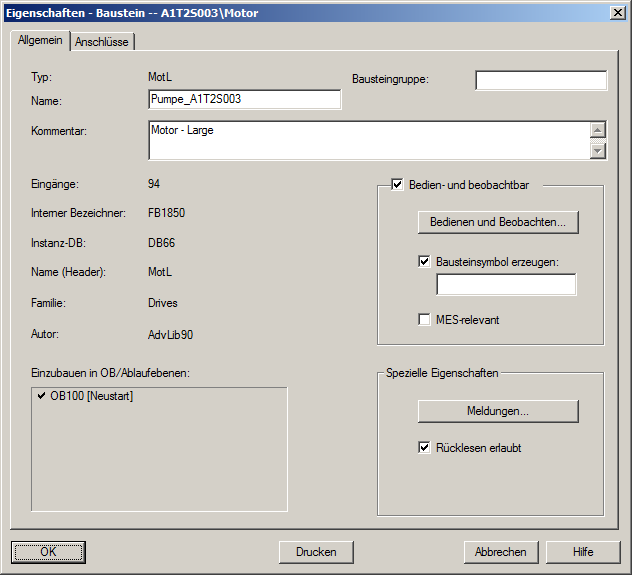 Eigenschaften - Baustein -- A1T2S003\Motor
Allgemein Anschlüsse
Typ: MotL Bausteingruppe:
Name: Pumpe_A1T2S003
Kommentar: Motor - Large
Eingänge: 94
Bedien- und beobachtbar
Interner Bezeichner: FB1850
Bedienen und Beobachten...
Instanz-DB: DB66
Bausteinsymbol erzeugen:
Name (Header): MotL
Familie: Drives
MES-relevant
Autor: AdvLib90
Einzubauen in OB/Ablaufebenen:
Spezielle Eigenschaften
OB100 [Neustart]
Meldungen...
Rücklesen erlaubt
OK Drucken Abbrechen Hilfe